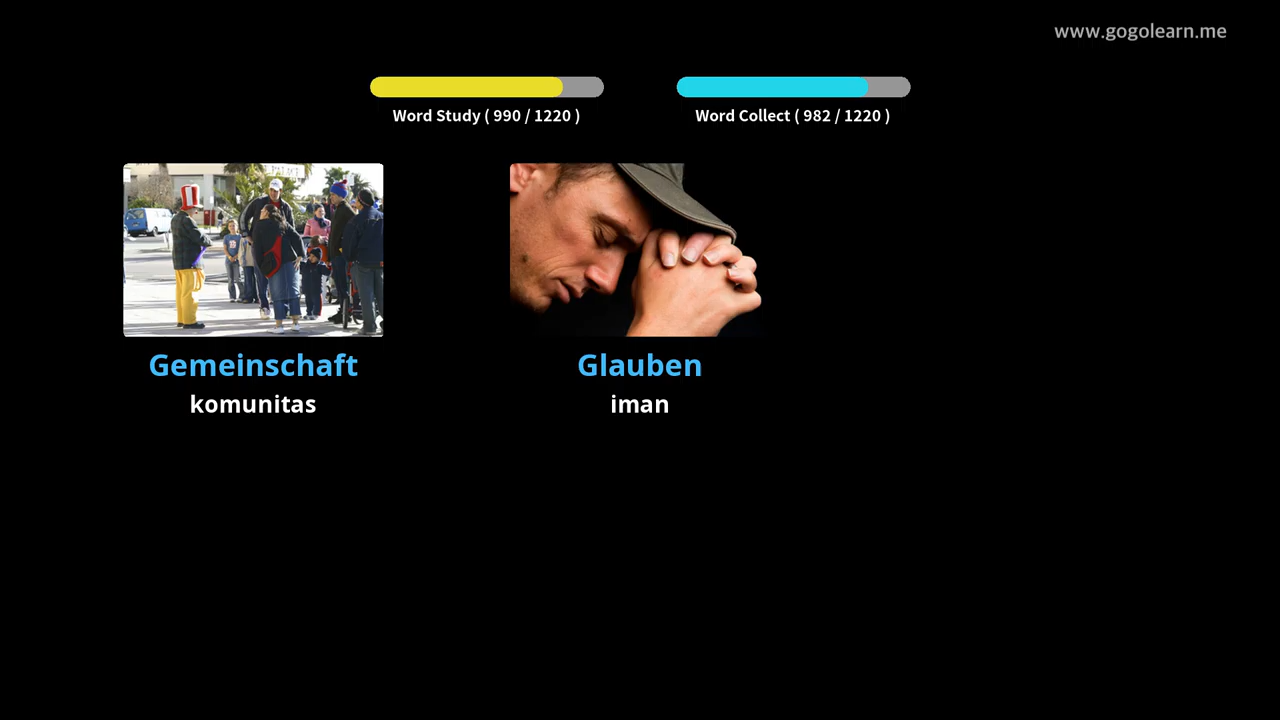 www.gogolearn.me
Word Study ( 990 / 1220 )
Word Collect ( 982 / 1220 )
Gemeinschaft
komunitas
Glauben
iman